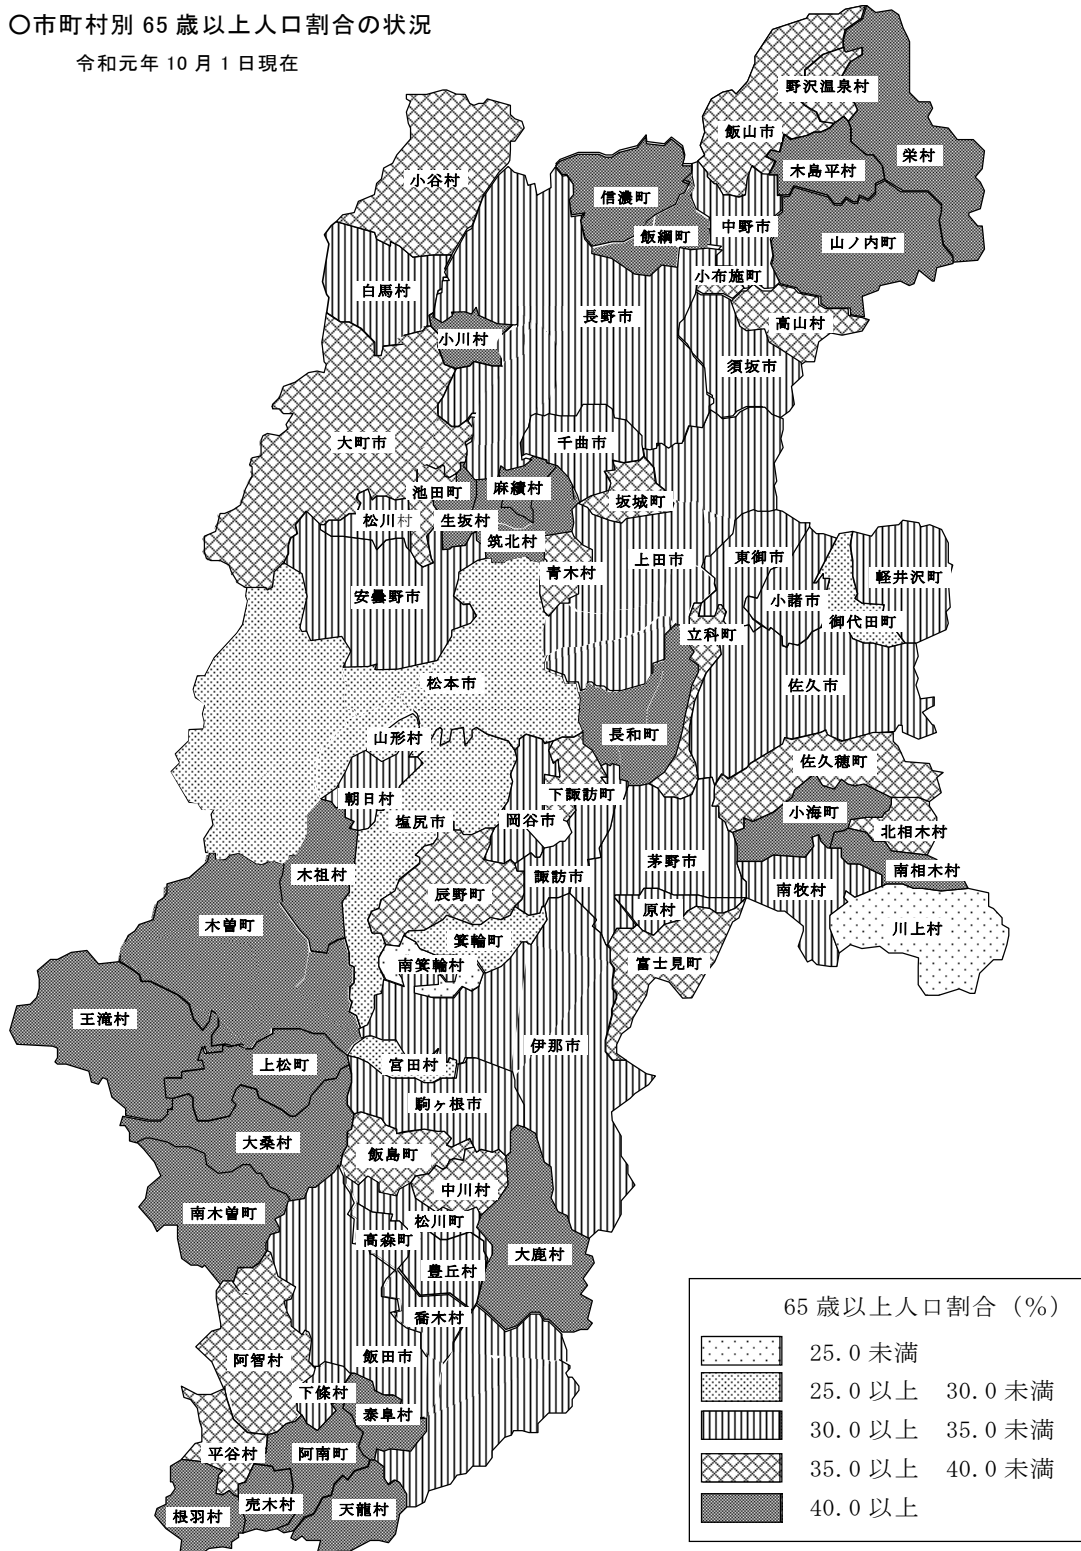 〇市町村別 65 歳以上人口割合の状況
令和元年 10 月 1 日現在
野沢温泉村
飯山市
栄村
木島平村
小谷村
信濃町
中野市
飯綱町
山ノ内町
小布施町
白馬村
長野市
高山村
小川村
須坂市
大町市
千曲市
池田町
麻績村
坂城町
松川村
生坂村
筑北村
上田市
東御市
軽井沢町
青木村
安曇野市
小諸市
御代田町
立科町
松本市
佐久市
山形村
長和町
佐久穂町
朝日村
下諏訪町
塩尻市
岡谷市
小海町
北相木村
木祖村
諏訪市
茅野市
南相木村
辰野町
南牧村
原村
木曽町
箕輪町
川上村
南箕輪村
富士見町
王滝村
伊那市
上松町
宮田村
駒ヶ根市
大桑村
飯島町
中川村
南木曽町
松川町
高森町
大鹿村
豊丘村
喬木村
飯田市
阿智村
下條村
泰阜村
平谷村
阿南町
売木村
天龍村
根羽村
65 歳以上人口割合（％）
25.0 未満
25.0 以上 30.0 未満
30.0 以上 35.0 未満
35.0 以上 40.0 未満
40.0 以上